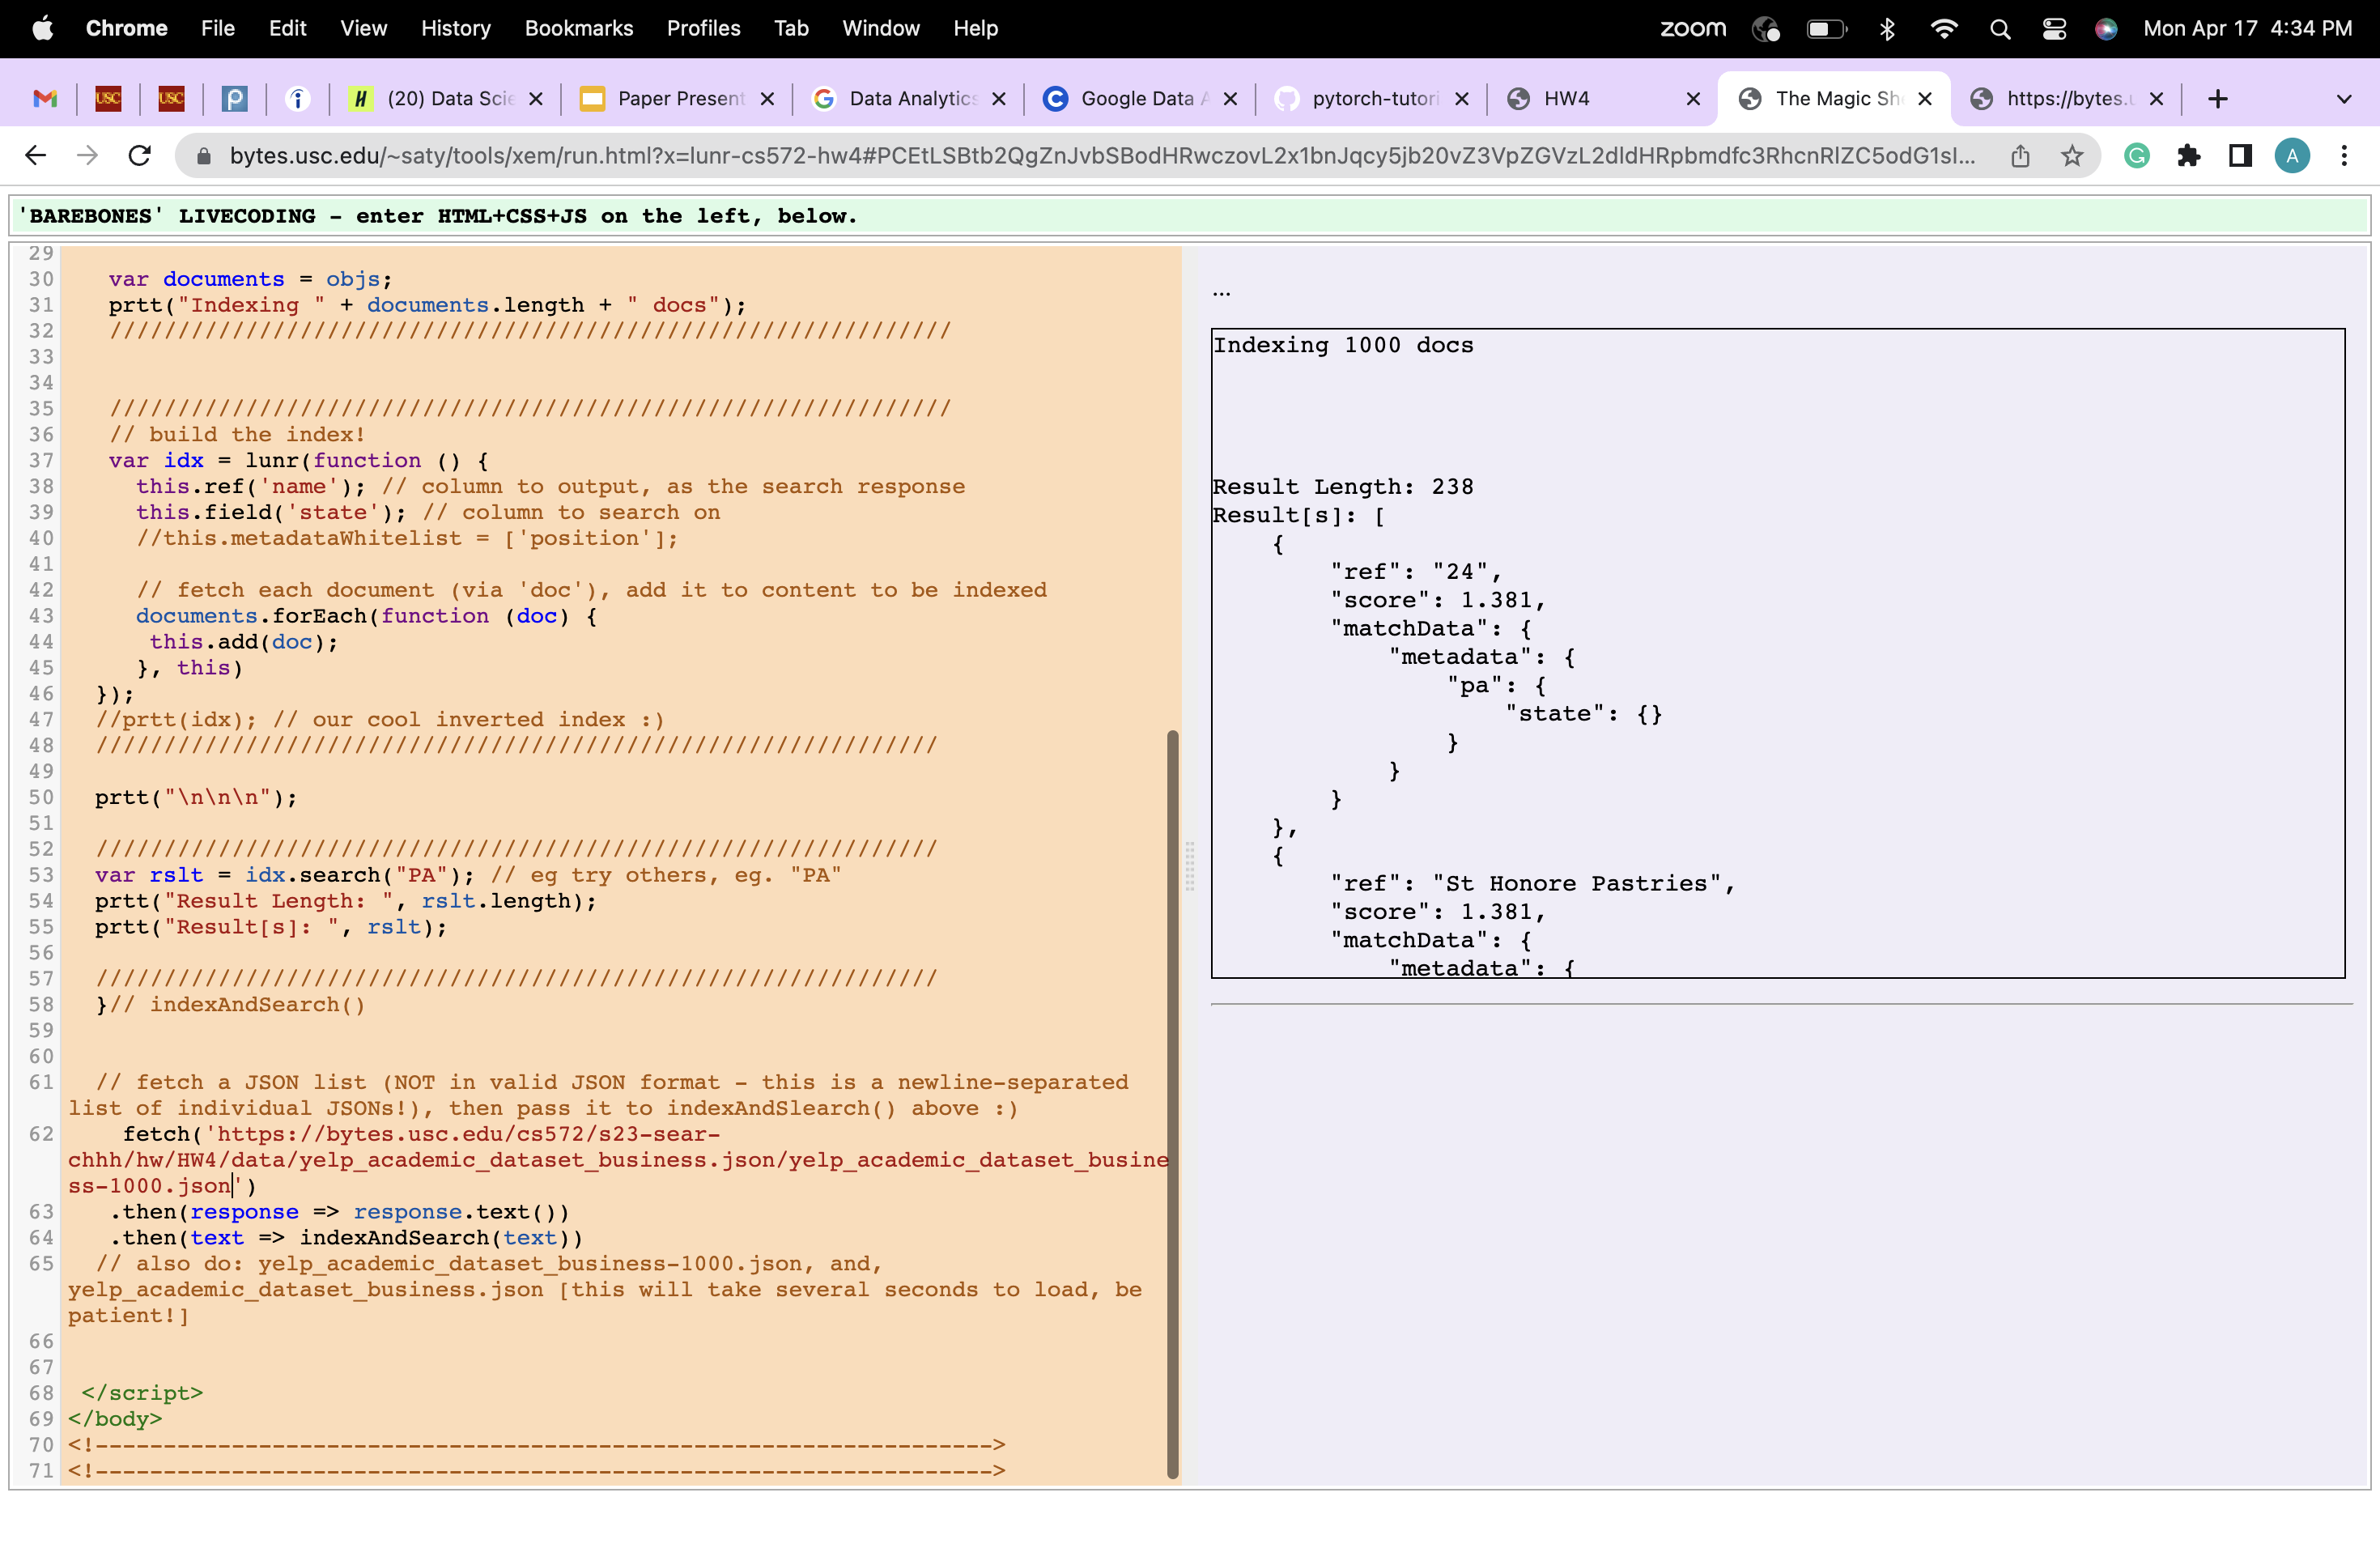 Chrome File Edit View History Bookmarks Profiles Tab Window Help zoom Mon Apr 17 4:34 PM
USC USC P i H (20) Data Scie Paper Present G Data Analytics C Google Data A pytorch-tutori HW4 The Magic Sh https://bytes.u
bytes.usc.edu/~saty/tools/xem/run.html?x=lunr-cs572-hw4#PCEtLSBtb2QgZnJvbSBodHRwczovL2x1bnJqcy5jb20vZ3VpZGVzL2dldHRpbmdfc3RhcnRlZC5odG1sI... G A
'BAREBONES' LIVECODING - enter HTML+CSS+JS on the left, below.
29
30 var documents = objs;
31 prtt("Indexing " + documents.length + " docs");
32 //////////////////////////////////////////////////////////////
33
34
35 //////////////////////////////////////////////////////////////
36 // build the index!
37 var idx = lunr(function () {
38 this.ref('name'); // column to output, as the search response
39 this.field('state'); // column to search on
40 //this.metadataWhitelist = ['position'];
41
42 // fetch each document (via 'doc'), add it to content to be indexed
43 documents.forEach(function (doc) {
44 this.add(doc);
45 }, this)
46 });
47 //prtt(idx); // our cool inverted index :)
48 //////////////////////////////////////////////////////////////
49
50 prtt("\n\n\n");
51
52 //////////////////////////////////////////////////////////////
53 var rslt = idx.search("PA"); // eg try others, eg. "PA"
54 prtt("Result Length: ", rslt.length);
55 prtt("Result[s]: ", rslt);
56
57 //////////////////////////////////////////////////////////////
58 }// indexAndSearch()
59
60
61 // fetch a JSON list (NOT in valid JSON format - this is a newline-separated
list of individual JSONs!), then pass it to indexAndSlearch() above :)
62 fetch('https://bytes.usc.edu/cs572/s23-sear-
chhh/hw/HW4/data/yelp_academic_dataset_business.json/yelp_academic_dataset_busine
ss-1000.json')
63 .then(response => response.text())
64 .then(text => indexAndSearch(text))
65 // also do: yelp_academic_dataset_business-1000.json, and,
yelp_academic_dataset_business.json [this will take several seconds to load, be
patient!]
66
67
68 </script>
69 </body>
70 <!------------------------------------------------------------------>
71 <!------------------------------------------------------------------>
...
Indexing 1000 docs
Result Length: 238
Result[s]: [
{
"ref": "24",
"score": 1.381,
"matchData": {
"metadata": {
"pa": {
"state": {}
}
}
}
},
{
"ref": "St Honore Pastries",
"score": 1.381,
"matchData": {
"metadata": {